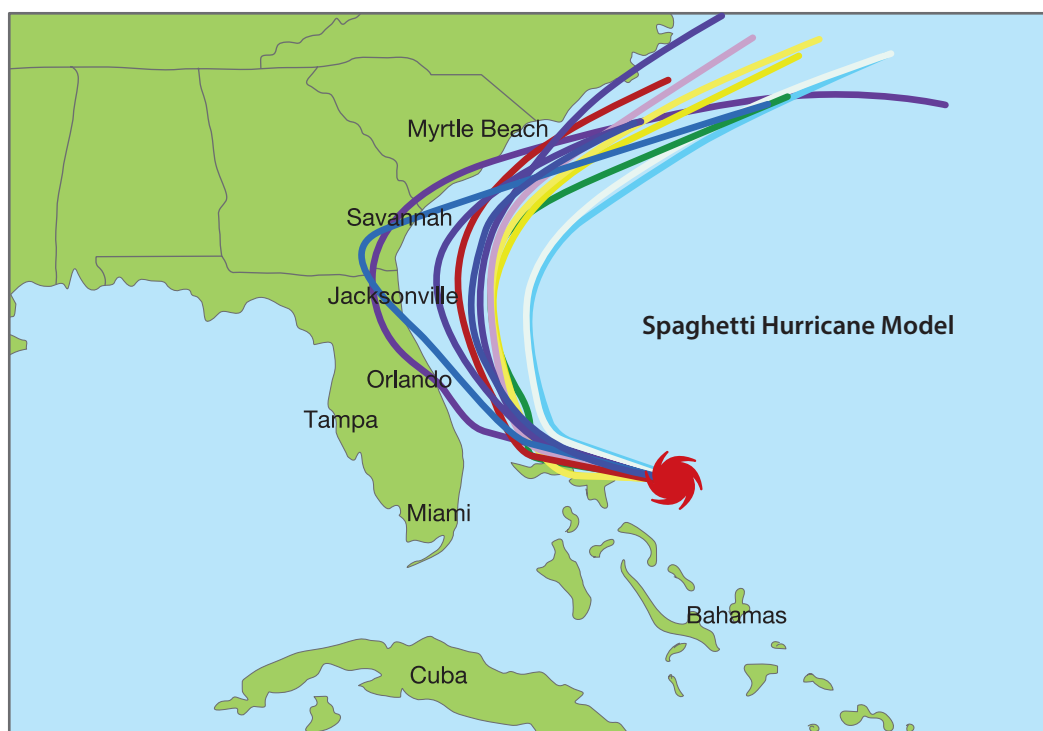 Myrtle Beach
Savannah
Jacksonville
Spaghetti Hurricane Model
Orlando
Tampa
Miami
Bahamas
Cuba